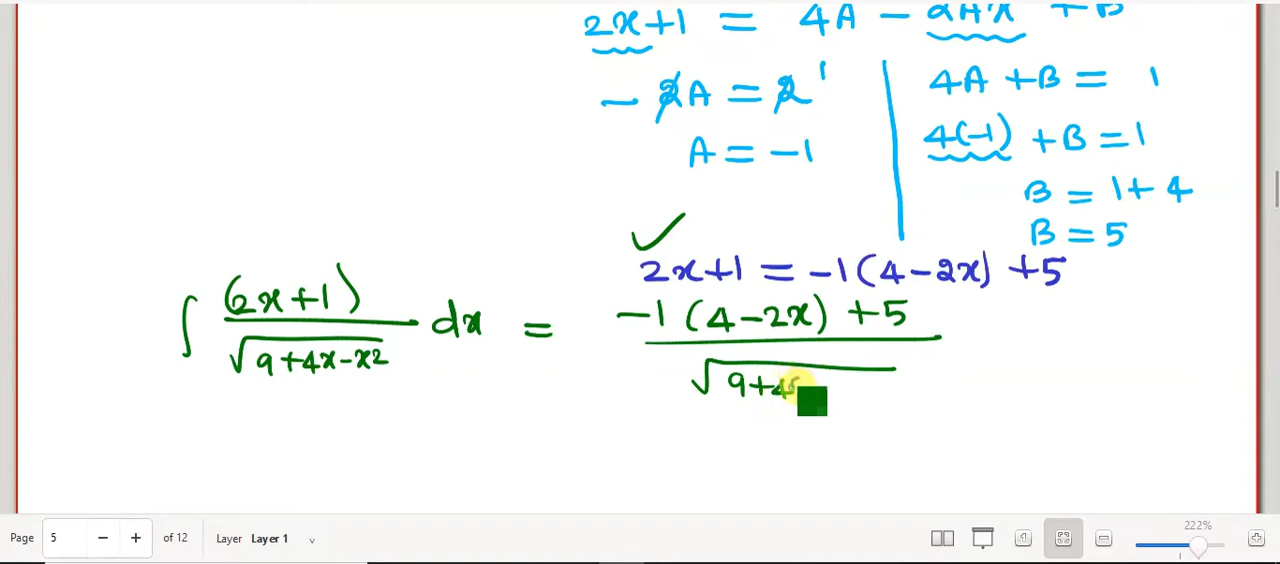 2x+1 = 4A - 2Ax + B
- 2A = 2 1
A = -1
4A + B = 1
4(-1) + B = 1
B = 1 + 4
B = 5
2x+1 = -1(4-2x) +5
∫ (2x+1) / √9+4x-x2 dx = -1(4-2x) +5 / √9+4
Page 5 of 12 Layer Layer 1 222%